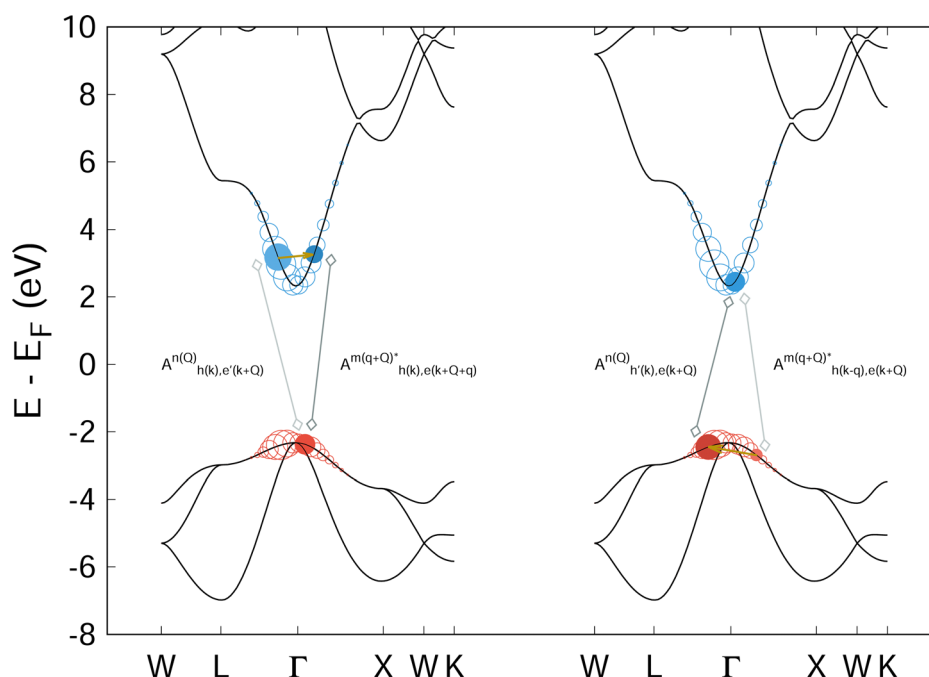 E - E_F (eV)
10
8
6
4
2
0
-2
-4
-6
-8
A^n(Q)_h(k),e'(k+Q)
A^m(q+Q)*_h(k),e(k+Q+q)
A^n(Q)_h'(k),e(k+Q)
A^m(q+Q)*_h(k-q),e(k+Q)
W L Γ X W K W L Γ X W K